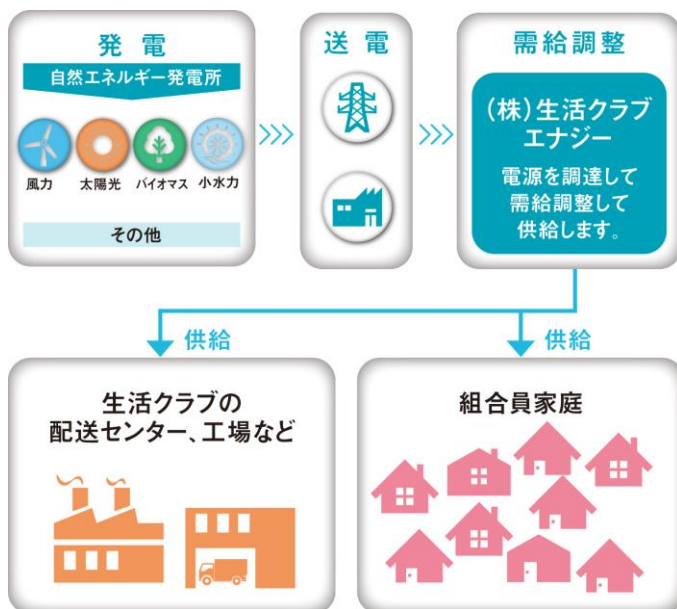 発電
自然エネルギー発電所
風力
太陽光
バイオマス
小水力
その他
送電
需給調整
(株)生活クラブ
エナジー
電源を調達して
需給調整して
供給します。
供給
供給
生活クラブの
配送センター、工場など
組合員家庭